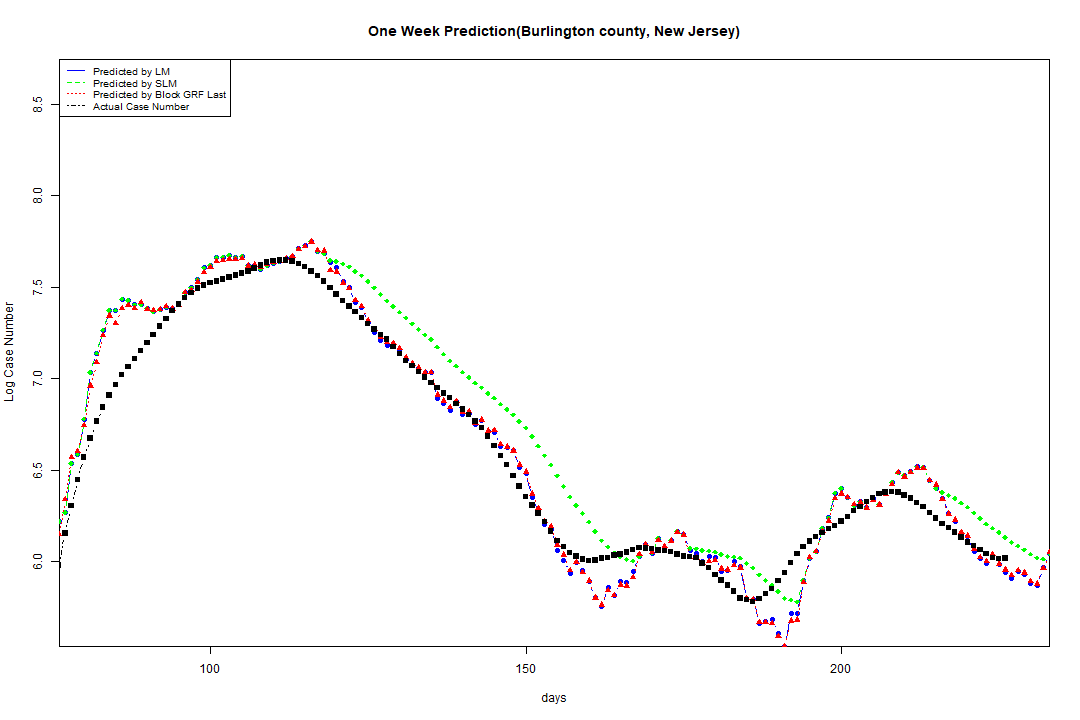 One Week Prediction(Burlington county, New Jersey)
Predicted by LM
Predicted by SLM
Predicted by Block GRF Last
Actual Case Number
8.5
8.0
7.5
7.0
6.5
6.0
Log Case Number
100 150 200
days